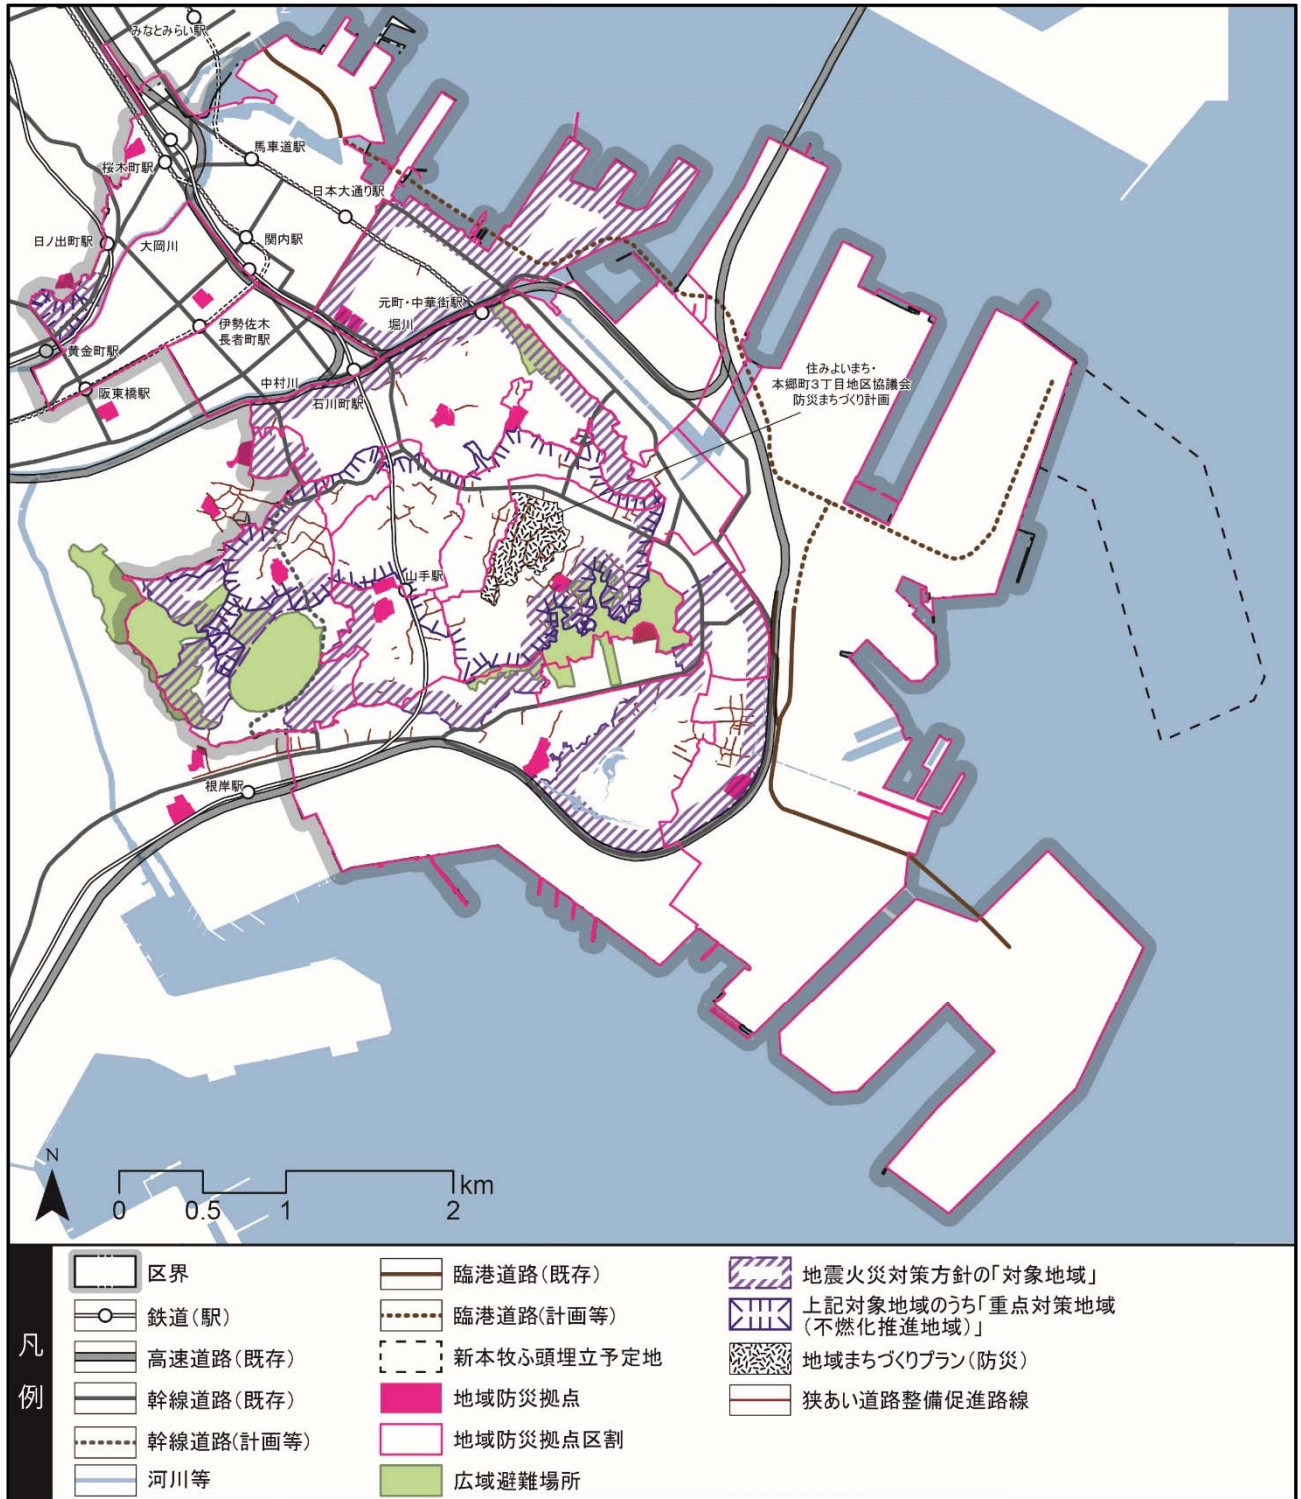 みなとみらい駅
馬車道駅
桜木町駅
日本大通り駅
日ノ出町駅
大岡川
関内駅
元町・中華街駅
堀川
伊勢佐木
長者町駅
黄金町駅
中村川
阪東橋駅
石川町駅
住みよいまち・
本郷町3丁目地区協議会
防災まちづくり計画
山手駅
根岸駅
N
km
0 0.5 1 2
凡例
区界
鉄道(駅)
高速道路(既存)
幹線道路(既存)
幹線道路(計画等)
河川等
臨港道路(既存)
臨港道路(計画等)
新本牧ふ頭埋立予定地
地域防災拠点
地域防災拠点区割
広域避難場所
地震火災対策方針の「対象地域」
上記対象地域のうち「重点対策地域
(不燃化推進地域)」
地域まちづくりプラン(防災)
狭あい道路整備促進路線